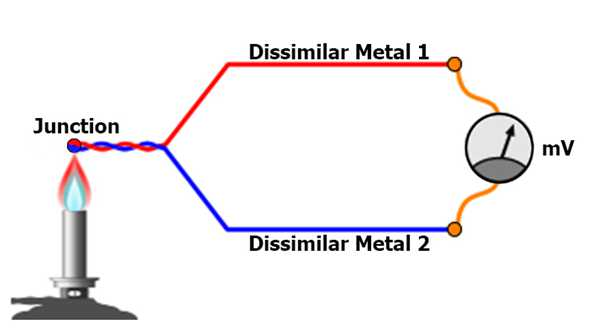 Dissimilar Metal 1
Junction
mV
Dissimilar Metal 2